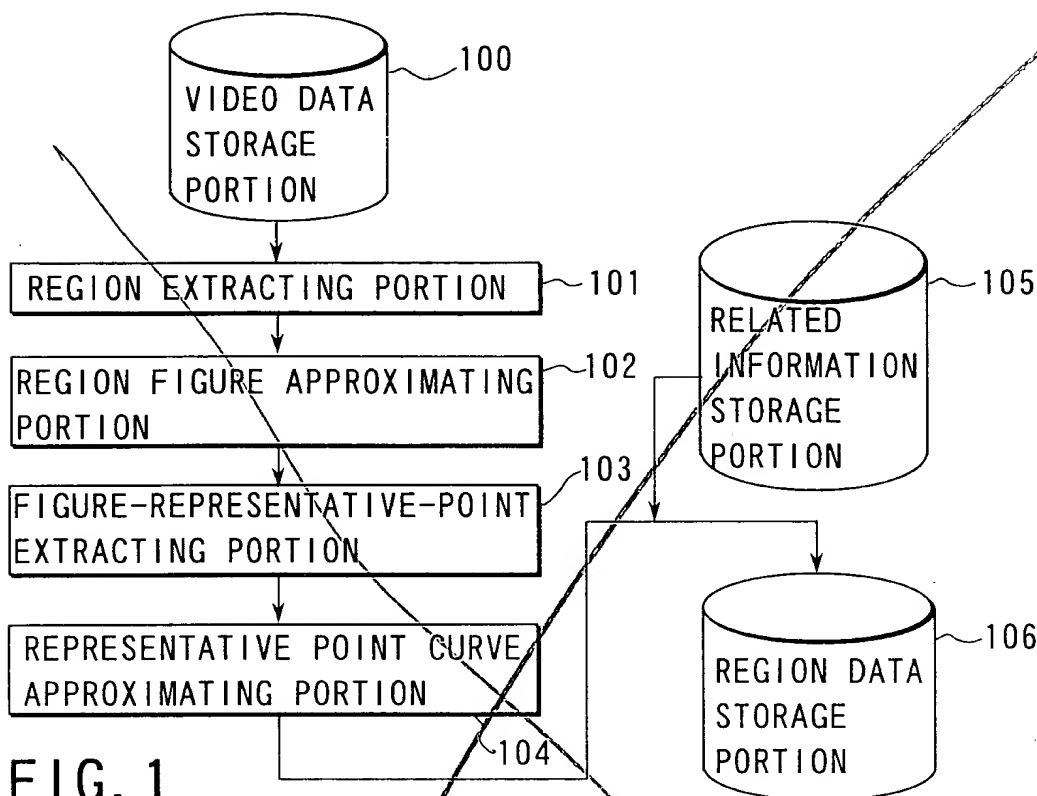 100
VIDEO DATA
STORAGE
PORTION
REGION EXTRACTING PORTION
101
REGION FIGURE APPROXIMATING
PORTION
102
FIGURE-REPRESENTATIVE-POINT
EXTRACTING PORTION
103
REPRESENTATIVE POINT CURVE
APPROXIMATING PORTION
104
105
RELATED
INFORMATION
STORAGE
PORTION
106
REGION DATA
STORAGE
PORTION
FIG. 1